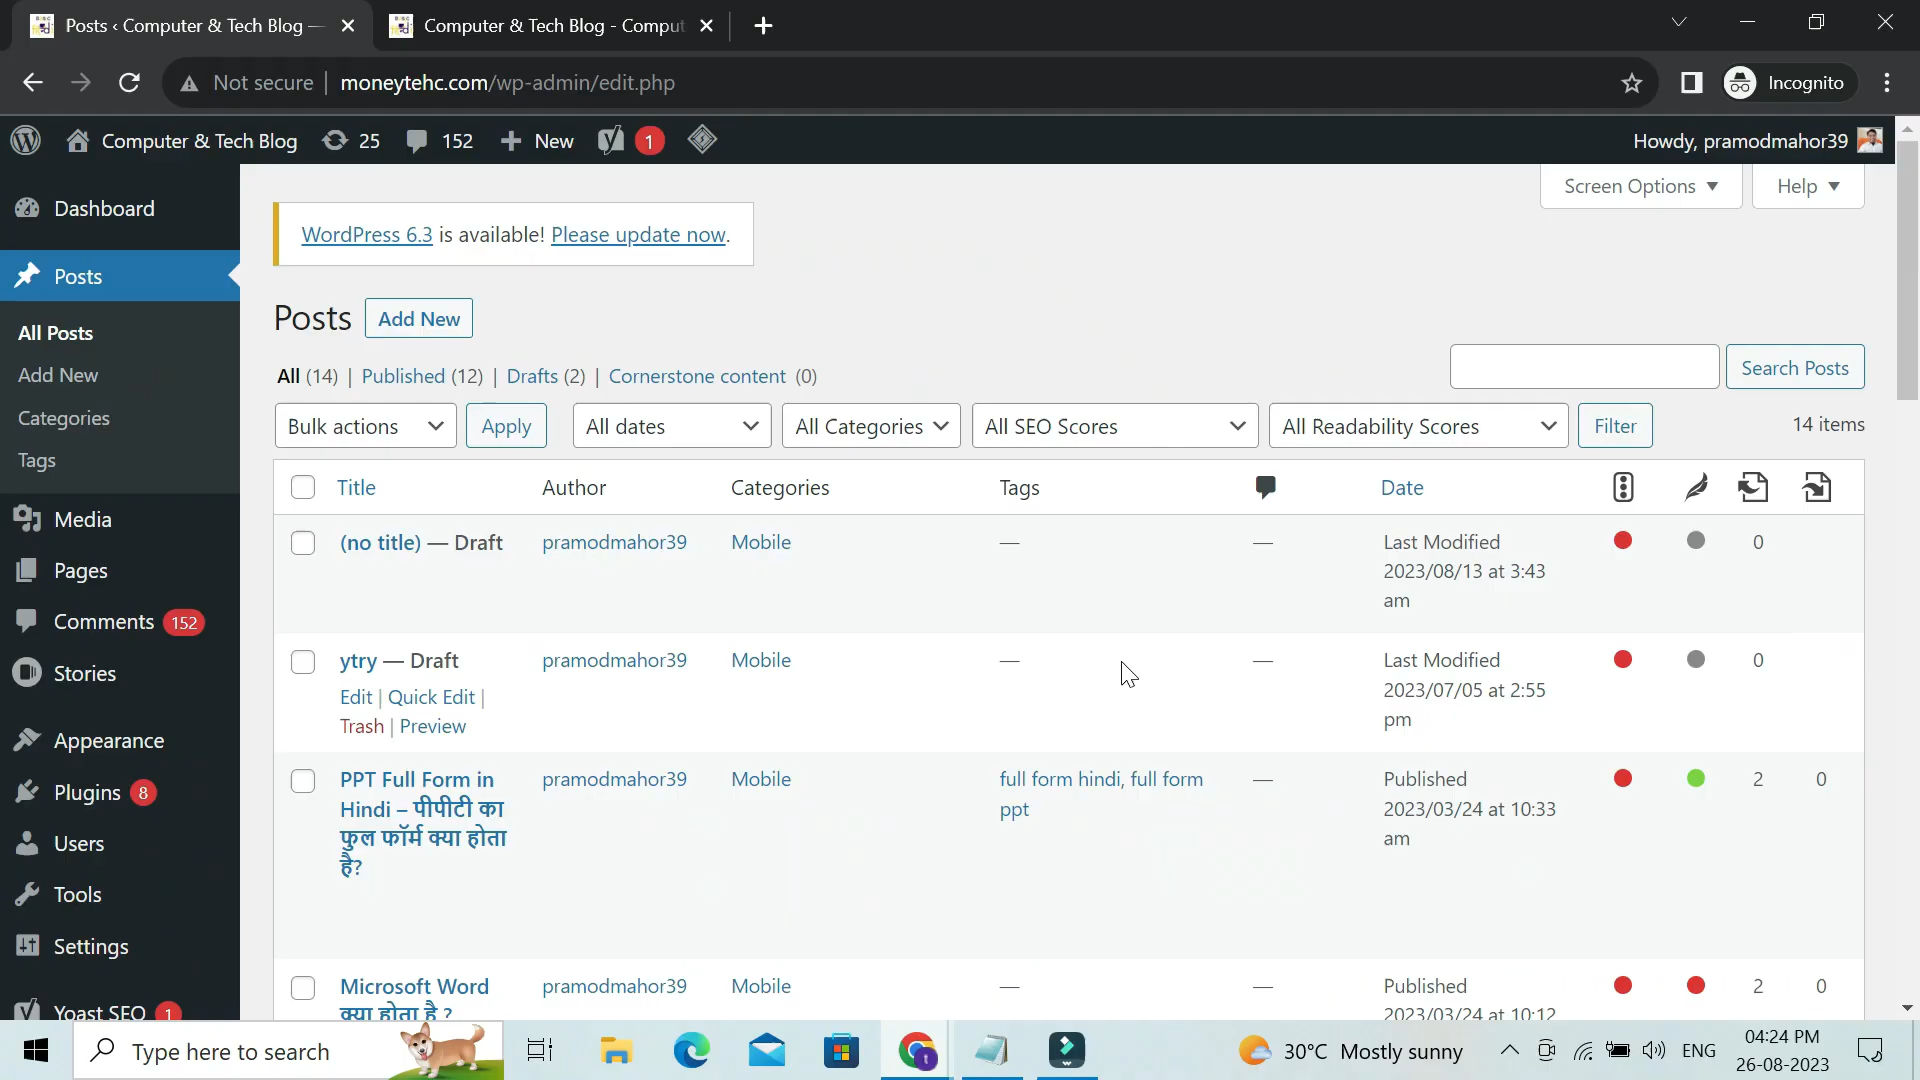 Posts ‹ Computer & Tech Blog —
Computer & Tech Blog - Comput
Not secure
moneytehc.com/wp-admin/edit.php
Incognito
Computer & Tech Blog
25
152
New
1
Howdy, pramodmahor39
Dashboard
Posts
All Posts
Add New
Categories
Tags
Media
Pages
Comments 152
Stories
Appearance
Plugins 8
Users
Tools
Settings
Yoast SEO 1
Screen Options
Help
WordPress 6.3 is available! Please update now.
Posts
Add New
All (14) | Published (12) | Drafts (2) | Cornerstone content (0)
Search Posts
Bulk actions
Apply
All dates
All Categories
All SEO Scores
All Readability Scores
Filter
14 items
Title
Author
Categories
Tags
Date
(no title) — Draft
pramodmahor39
Mobile
—
—
Last Modified
2023/08/13 at 3:43
am
0
ytry — Draft
Edit | Quick Edit |
Trash | Preview
pramodmahor39
Mobile
—
—
Last Modified
2023/07/05 at 2:55
pm
0
PPT Full Form in
Hindi – पीपीटी का
फुल फॉर्म क्या होता
है?
pramodmahor39
Mobile
full form hindi, full form
ppt
—
Published
2023/03/24 at 10:33
am
2
0
Microsoft Word
क्या होता है ?
pramodmahor39
Mobile
—
—
Published
2023/03/24 at 10:12
2
0
Type here to search
30°C Mostly sunny
ENG
04:24 PM
26-08-2023